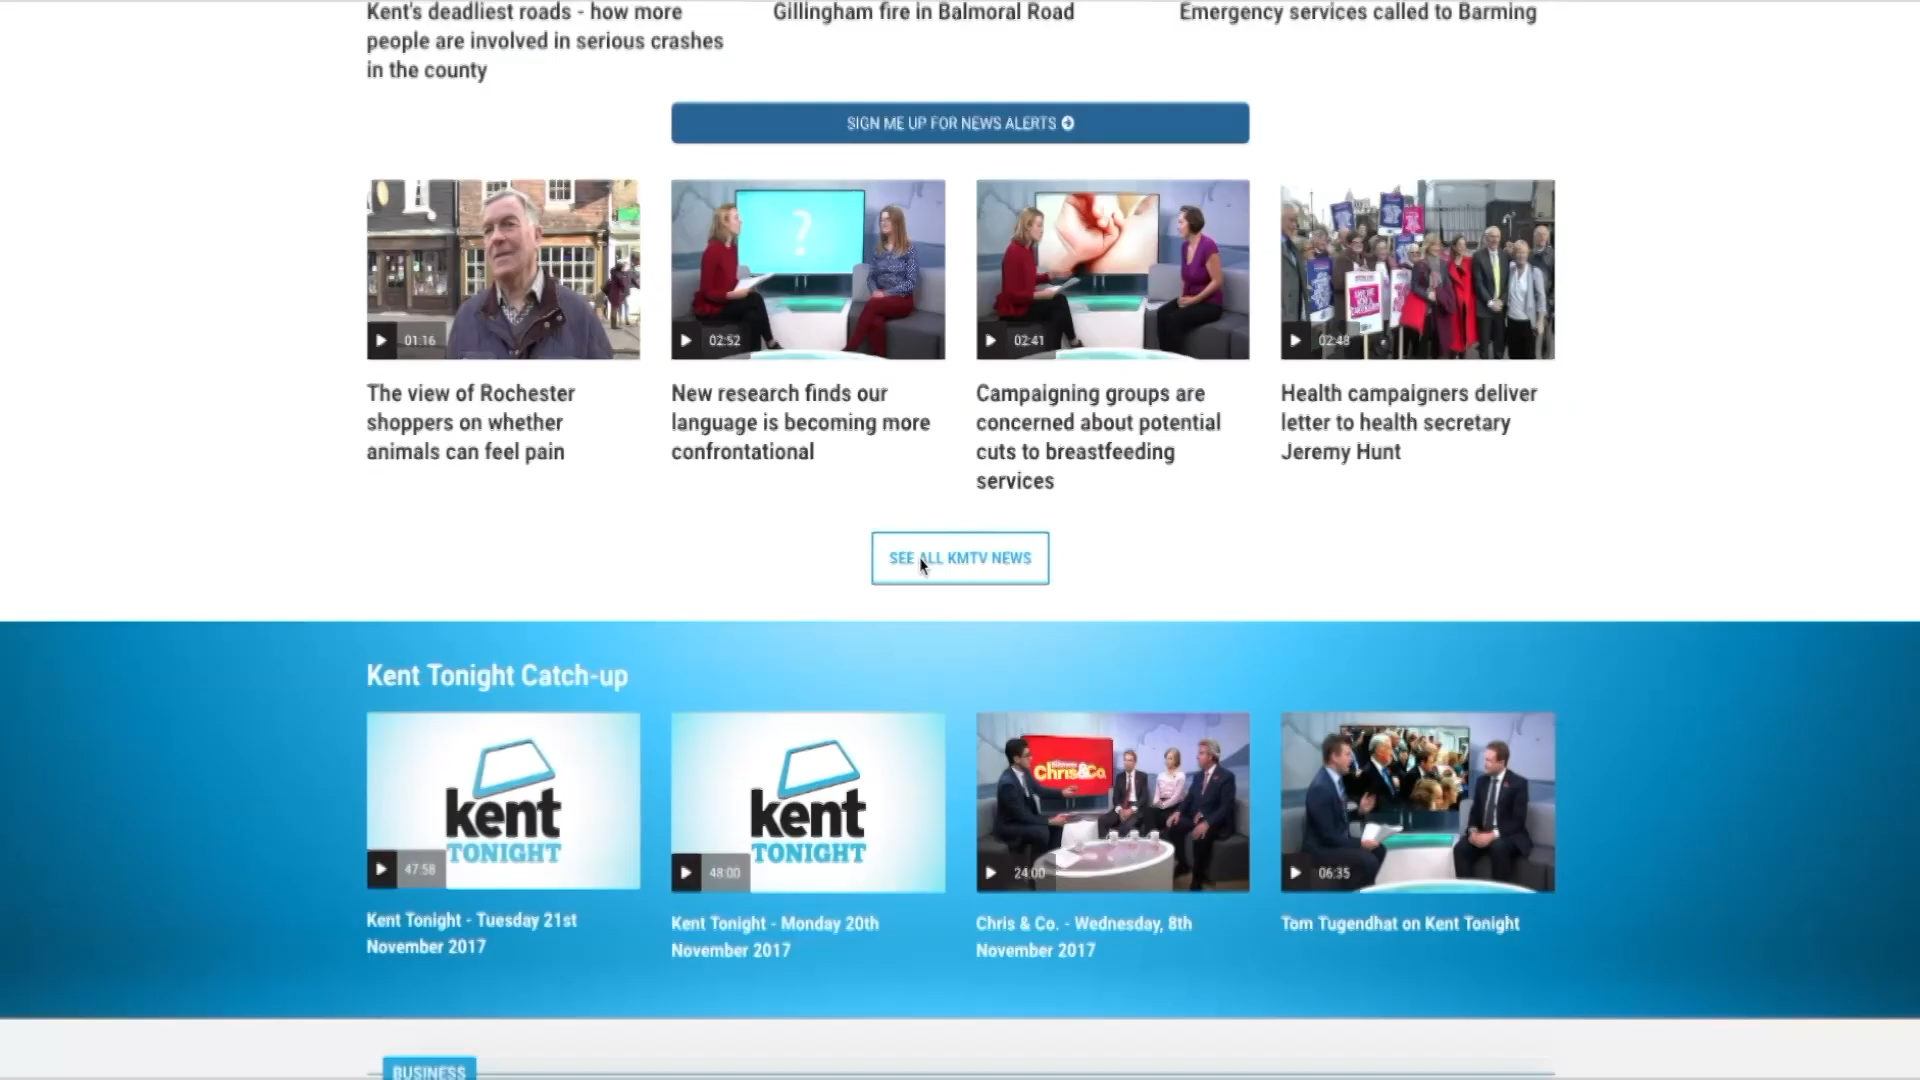 Kent's deadliest roads - how more
people are involved in serious crashes
in the county
Gillingham fire in Balmoral Road
Emergency services called to Barming
SIGN ME UP FOR NEWS ALERTS
?
01:16
02:52
02:41
02:48
The view of Rochester
shoppers on whether
animals can feel pain
New research finds our
language is becoming more
confrontational
Campaigning groups are
concerned about potential
cuts to breastfeeding
services
Health campaigners deliver
letter to health secretary
Jeremy Hunt
SEE ALL KMTV NEWS
Kent Tonight Catch-up
kent
TONIGHT
47:58
kent
TONIGHT
48:00
Chris&Co.
24:00
06:35
Kent Tonight - Tuesday 21st
November 2017
Kent Tonight - Monday 20th
November 2017
Chris & Co. - Wednesday, 8th
November 2017
Tom Tugendhat on Kent Tonight
BUSINESS